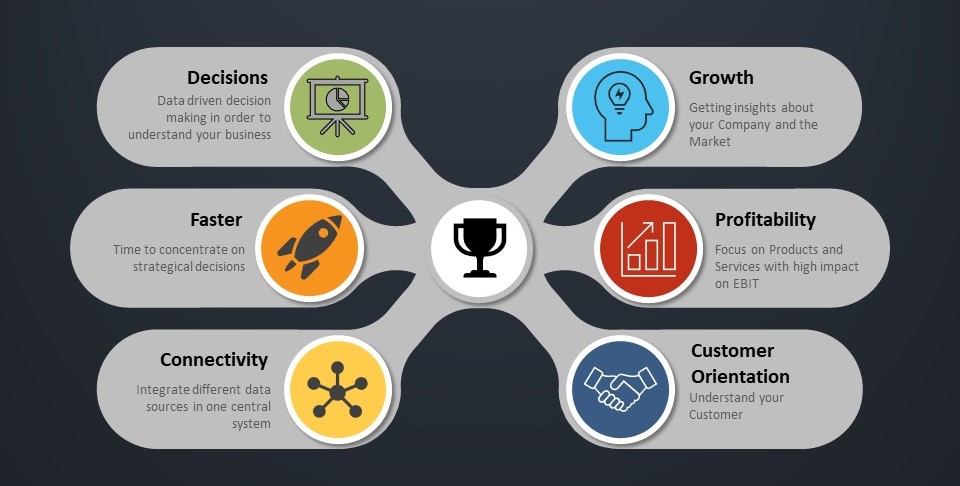 Decisions
Data driven decision
making in order to
understand your business
Faster
Time to concentrate on
strategical decisions
Connectivity
Integrate different data
sources in one central
system
Growth
Getting insights about
your Company and the
Market
Profitability
Focus on Products and
Services with high impact
on EBIT
Customer
Orientation
Understand your
Customer